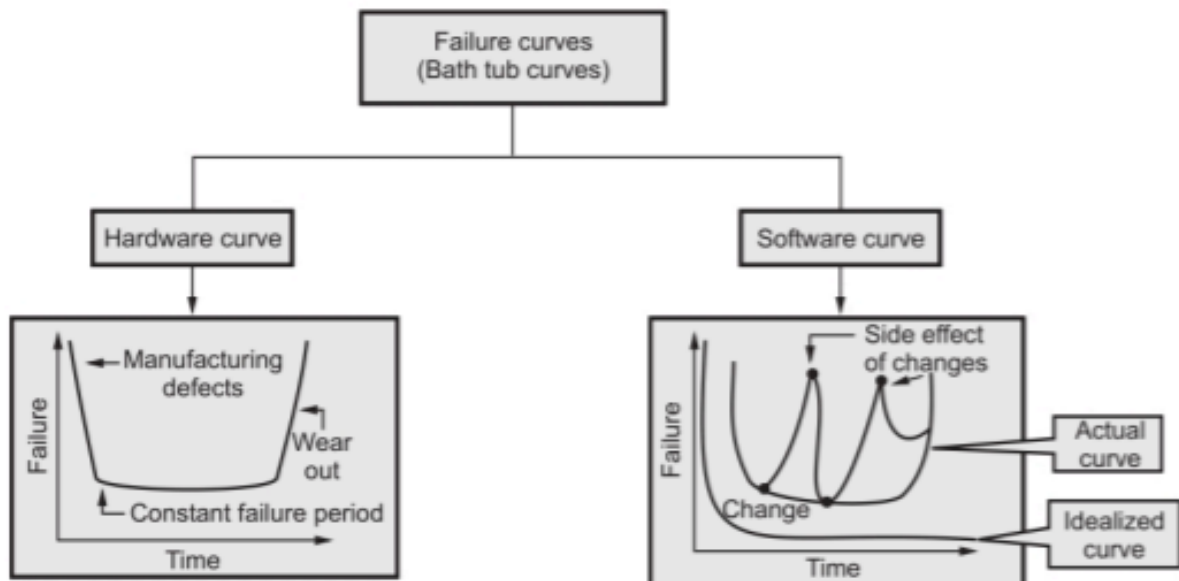 Failure curves
(Bath tub curves)
Hardware curve
Software curve
Manufacturing
defects
Wear
out
Constant failure period
Failure
Time
Side effect
of changes
Change
Failure
Time
Actual
curve
Idealized
curve